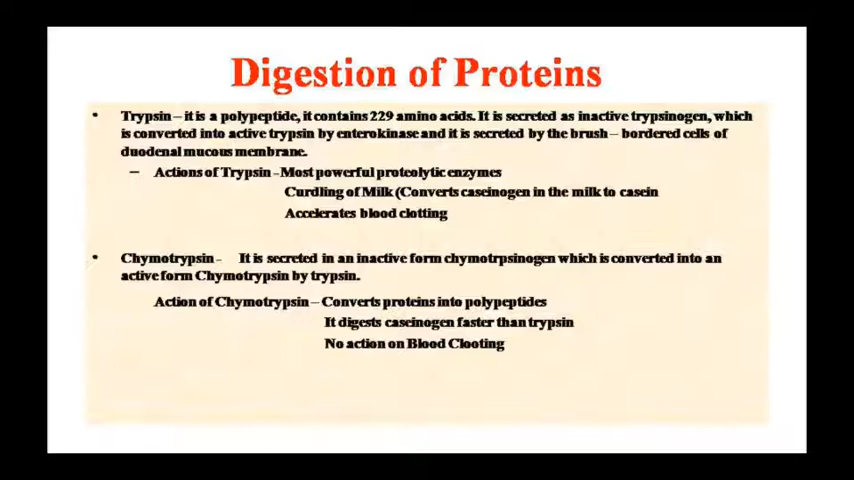 Digestion of Proteins
• Trypsin – it is a polypeptide, it contains 229 amino acids. It is secreted as inactive trypsinogen, which
is converted into active trypsin by enterokinase and it is secreted by the brush – bordered cells of
duodenal mucous membrane.
– Actions of Trypsin - Most powerful proteolytic enzymes
Curdling of Milk (Converts caseinogen in the milk to casein
Accelerates blood clotting
• Chymotrypsin - It is secreted in an inactive form chymotrpsinogen which is converted into an
active form Chymotrypsin by trypsin.
Action of Chymotrypsin – Converts proteins into polypeptides
It digests caseinogen faster than trypsin
No action on Blood Clooting